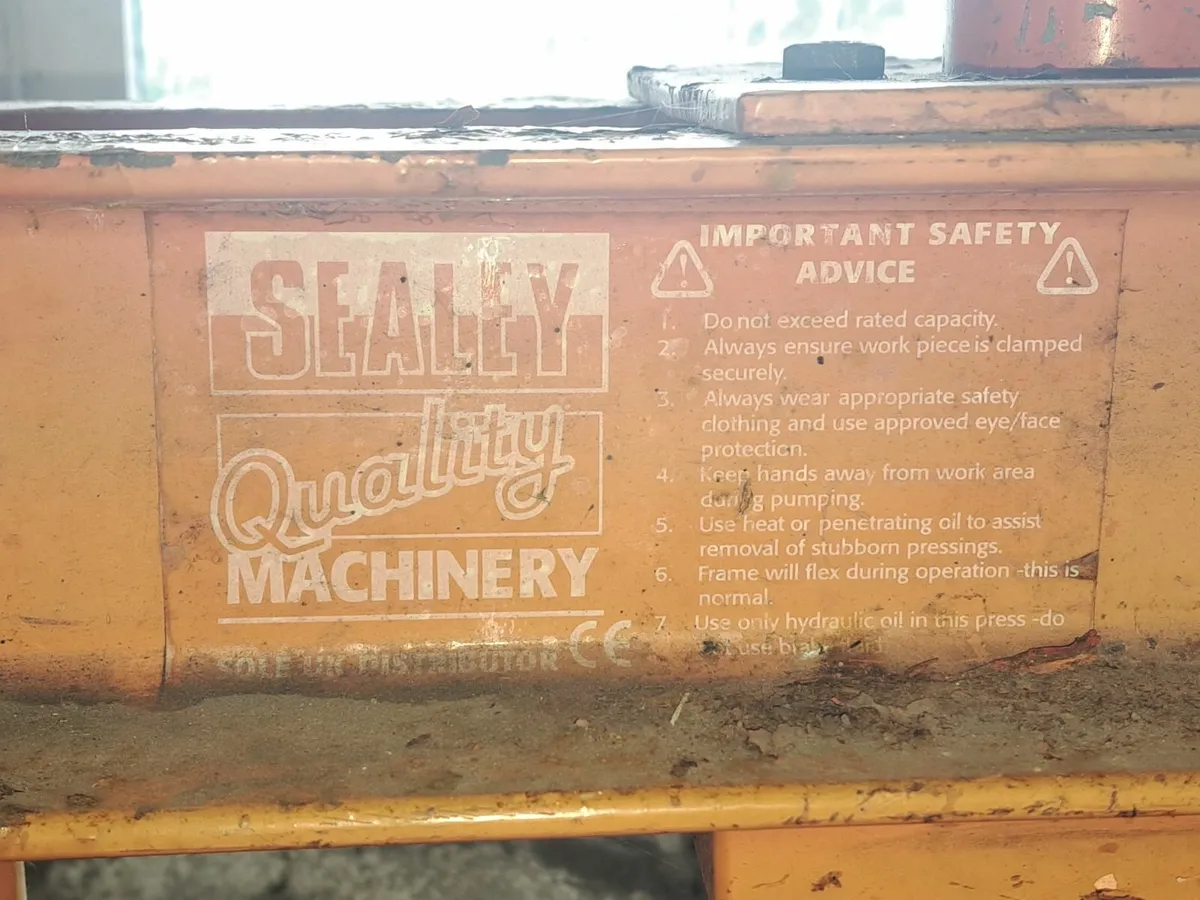 SEALEY
Quality
MACHINERY
SOLE UK DISTRIBUTOR CE
IMPORTANT SAFETY
ADVICE
1. Do not exceed rated capacity.
2. Always ensure work piece is clamped
securely.
3. Always wear appropriate safety
clothing and use approved eye/face
protection.
4. Keep hands away from work area
during pumping.
5. Use heat or penetrating oil to assist
removal of stubborn pressings.
6. Frame will flex during operation -this is
normal.
7. Use only hydraulic oil in this press -do
use